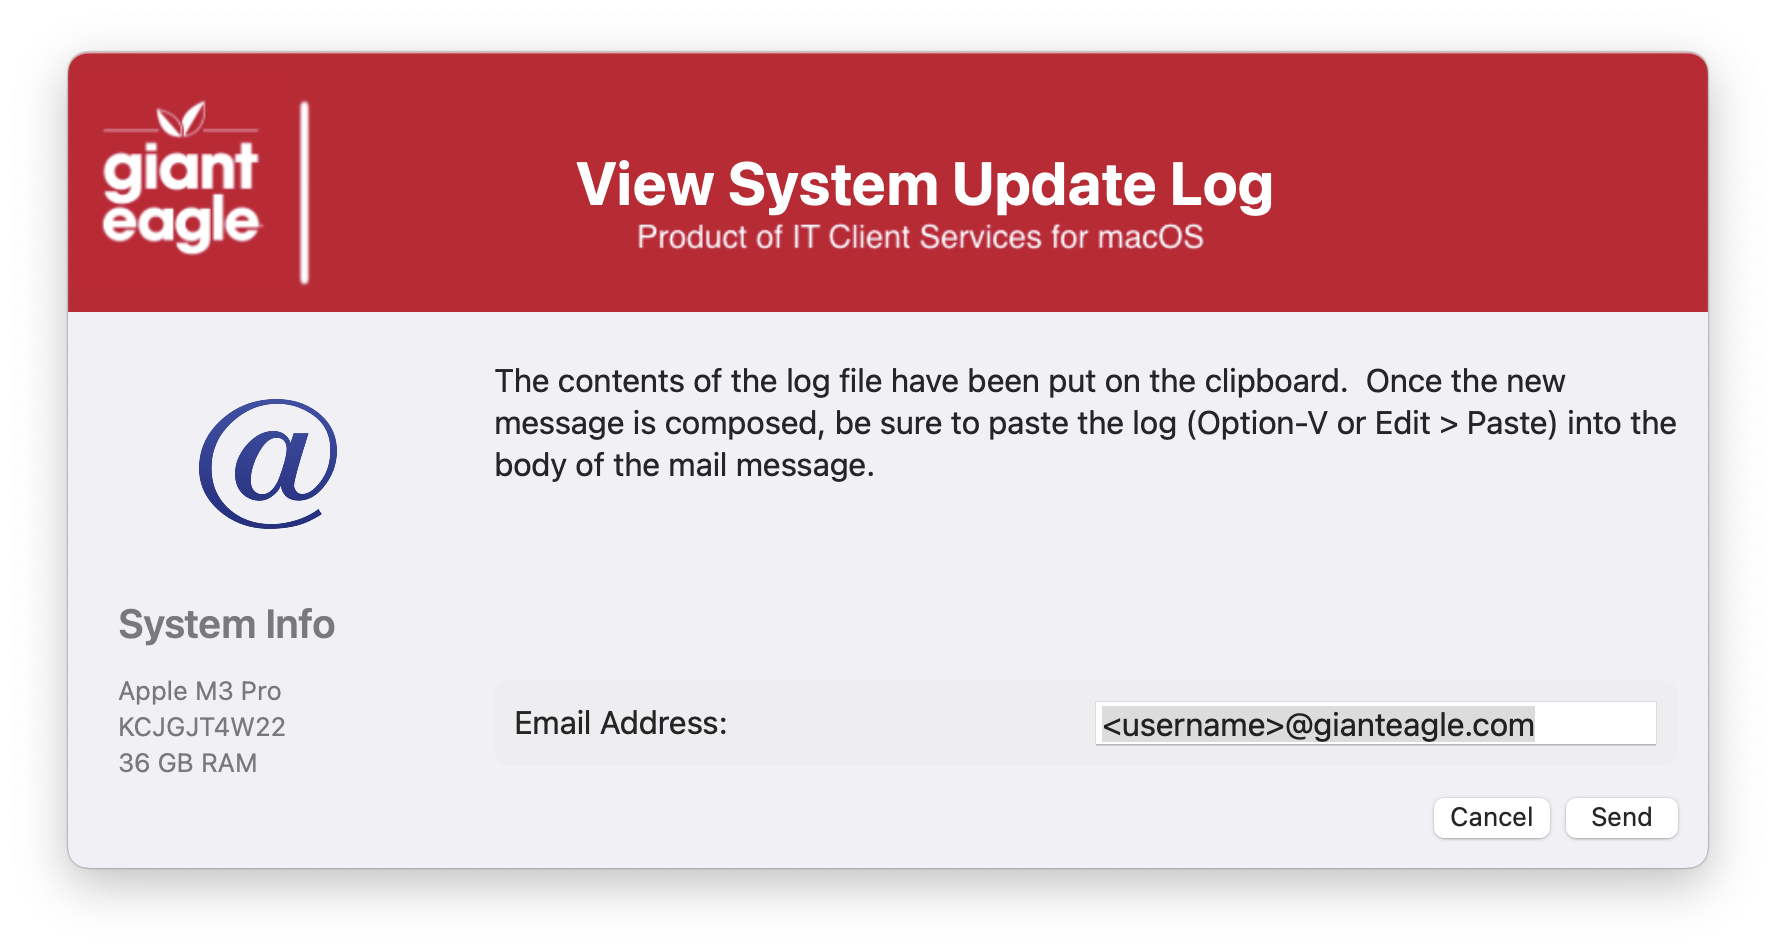 giant
eagle
View System Update Log
Product of IT Client Services for macOS
@
The contents of the log file have been put on the clipboard.  Once the new
message is composed, be sure to paste the log (Option-V or Edit > Paste) into the
body of the mail message.
System Info
Apple M3 Pro
KCJGJT4W22
36 GB RAM
Email Address:
<username>@gianteagle.com
Cancel
Send